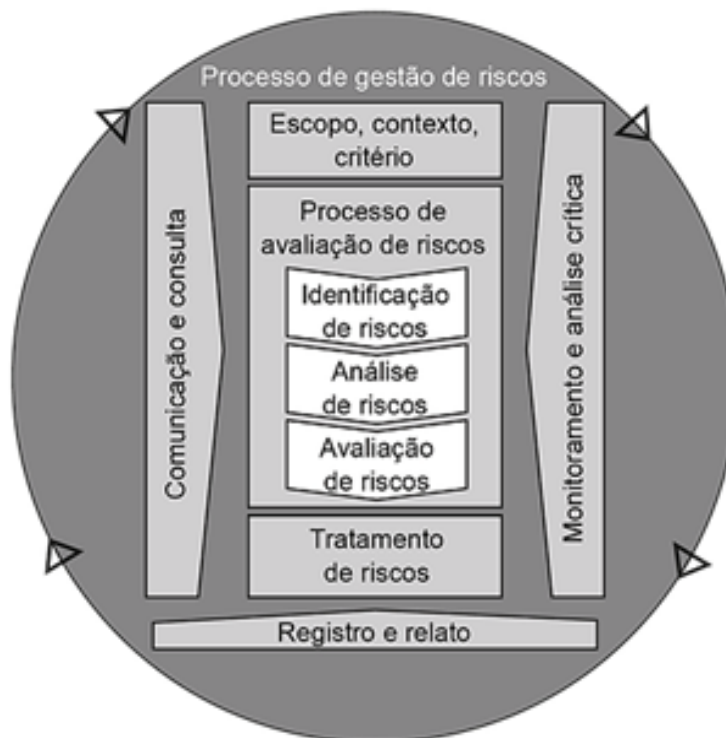 Processo de gestão de riscos
Escopo, contexto,
critério
Processo de
avaliação de riscos
Identificação
de riscos
Análise
de riscos
Avaliação
de riscos
Tratamento
de riscos
Comunicação e consulta
Monitoramento e análise crítica
Registro e relato